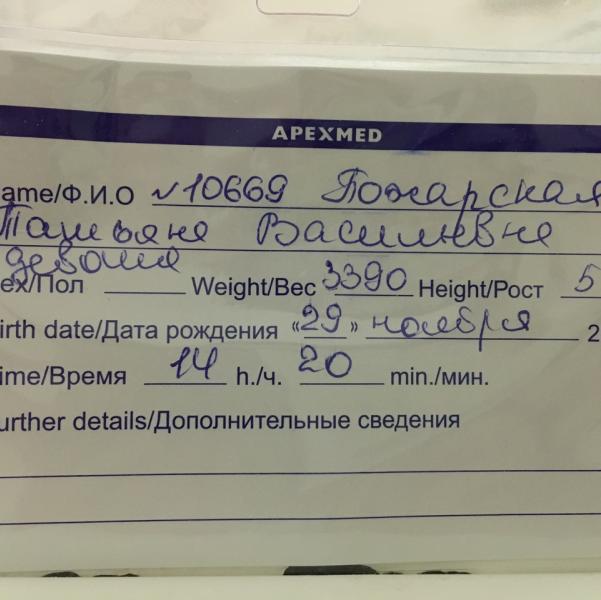 APEXMED
ame/Ф.И.О №10669 Пожарская
Татьяна Васильевна
девочка
ex/Пол Weight/Вес 3390 Height/Рост 5
irth date/Дата рождения «29» ноября 2
ime/Время 14 h./ч. 20 min./мин.
urther details/Дополнительные сведения